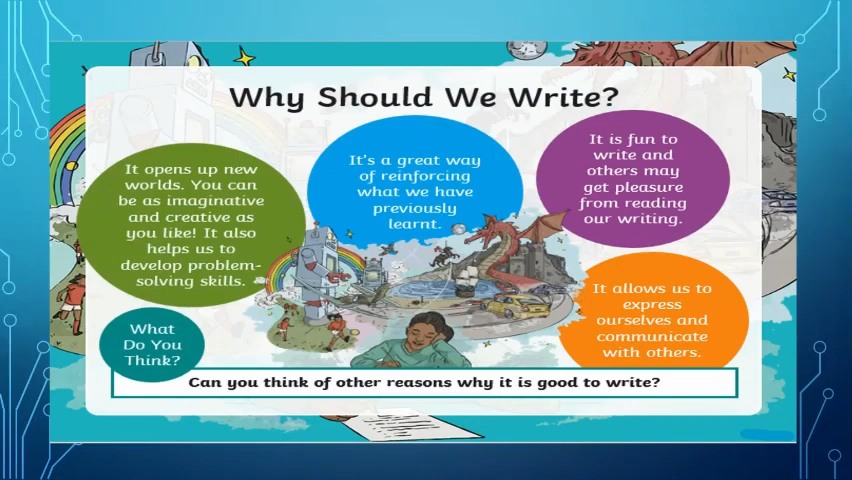 Why Should We Write?
It opens up new
worlds. You can
be as imaginative
and creative as
you like! It also
helps us to
develop problem-
solving skills.
It's a great way
of reinforcing
what we have
previously
learnt.
It is fun to
write and
others may
get pleasure
from reading
our writing.
It allows us to
express
ourselves and
communicate
with others.
What
Do You
Think?
Can you think of other reasons why it is good to write?